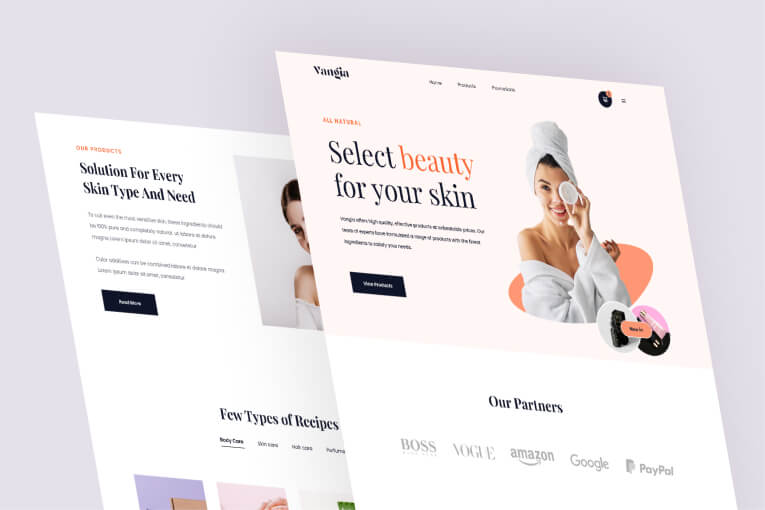 Yangia
Home Products Promotions
ALL NATURAL
Select beauty
for your skin
Yangia offers high quality, effective products at affordable prices. Our
team of experts have formulated a range of products with the finest
ingredients to satisfy your needs.
View Products
New in
Our Partners
BOSS
VOGUE
amazon
Google
PayPal
OUR PRODUCTS
Solution For Every
Skin Type And Need
To suit even the most sensitive skin, these ingredients should
be 100% pure and completely natural. ut labore et dolore
magna lorem ipsum dolor sit amet, consectetur.
Color additives can be contained labore et dolore magna
Lorem ipsum dolor sit amet, consectetur.
Read More
Few Types of Recipes
Body Care Skin care Hair care Perfume